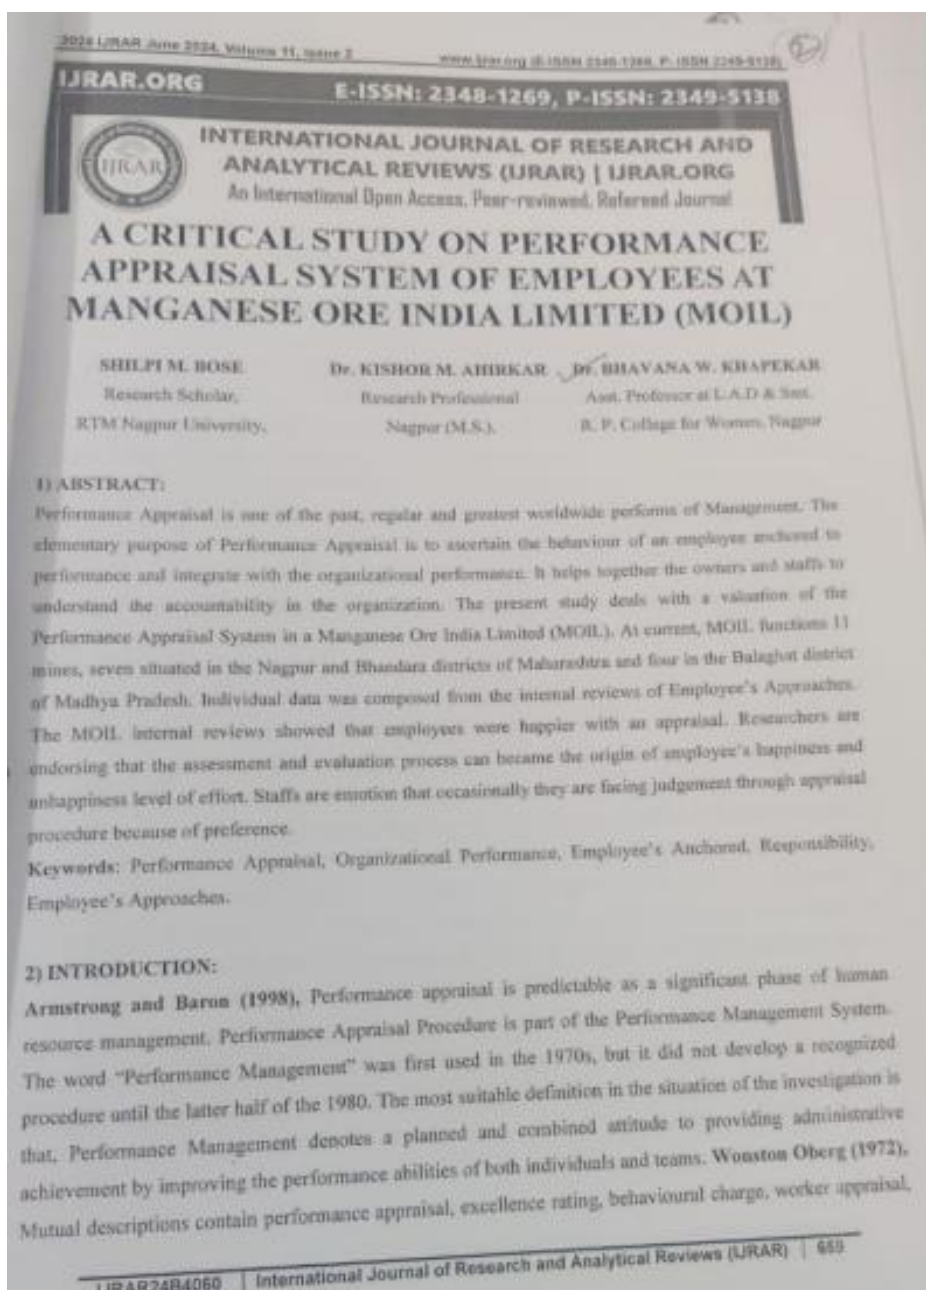 2024 IJRAR June 2024, Volume 11, Issue 2 www.ijrar.org (E-ISSN 2348-1269, P- ISSN 2349-5138)
IJRAR.ORG E-ISSN: 2348-1269, P-ISSN: 2349-5138
INTERNATIONAL JOURNAL OF RESEARCH AND
IJRAR ANALYTICAL REVIEWS (IJRAR) | IJRAR.ORG
An International Open Access, Peer-reviewed, Refereed Journal
A CRITICAL STUDY ON PERFORMANCE
APPRAISAL SYSTEM OF EMPLOYEES AT
MANGANESE ORE INDIA LIMITED (MOIL)
SHILPI M. BOSE Dr. KISHOR M. AHIRKAR Dr. BHAVANA W. KHAPEKAR
Research Scholar, Research Professional Asst. Professor at L.A.D & Smt.
RTM Nagpur University, Nagpur (M.S.). R. P. College for Women, Nagpur
1) ABSTRACT:
Performance Appraisal is one of the past, regular and greatest worldwide performs of Management. The
elementary purpose of Performance Appraisal is to ascertain the behaviour of an employee anchored to
performance and integrate with the organizational performance. It helps together the owners and staffs to
understand the accountability in the organization. The present study deals with a valuation of the
Performance Appraisal System in a Manganese Ore India Limited (MOIL). At current, MOIL functions 11
mines, seven situated in the Nagpur and Bhandara districts of Maharashtra and four in the Balaghat district
of Madhya Pradesh. Individual data was composed from the internal reviews of Employee's Approaches.
The MOIL internal reviews showed that employees were happier with an appraisal. Researchers are
endorsing that the assessment and evaluation process can became the origin of employee's happiness and
unhappiness level of effort. Staffs are emotion that occasionally they are facing judgement through appraisal
procedure because of preference.
Keywords: Performance Appraisal, Organizational Performance, Employee's Anchored, Responsibility,
Employee's Approaches.
2) INTRODUCTION:
Armstrong and Baron (1998), Performance appraisal is predictable as a significant phase of human
resource management. Performance Appraisal Procedure is part of the Performance Management System.
The word "Performance Management" was first used in the 1970s, but it did not develop a recognized
procedure until the latter half of the 1980. The most suitable definition in the situation of the investigation is
that, Performance Management denotes a planned and combined attitude to providing administrative
achievement by improving the performance abilities of both individuals and teams. Wonston Oberg (1972),
Mutual descriptions contain performance appraisal, excellence rating, behavioural charge, worker appraisal,
IJRAR24B4060 | International Journal of Research and Analytical Reviews (IJRAR) | 659